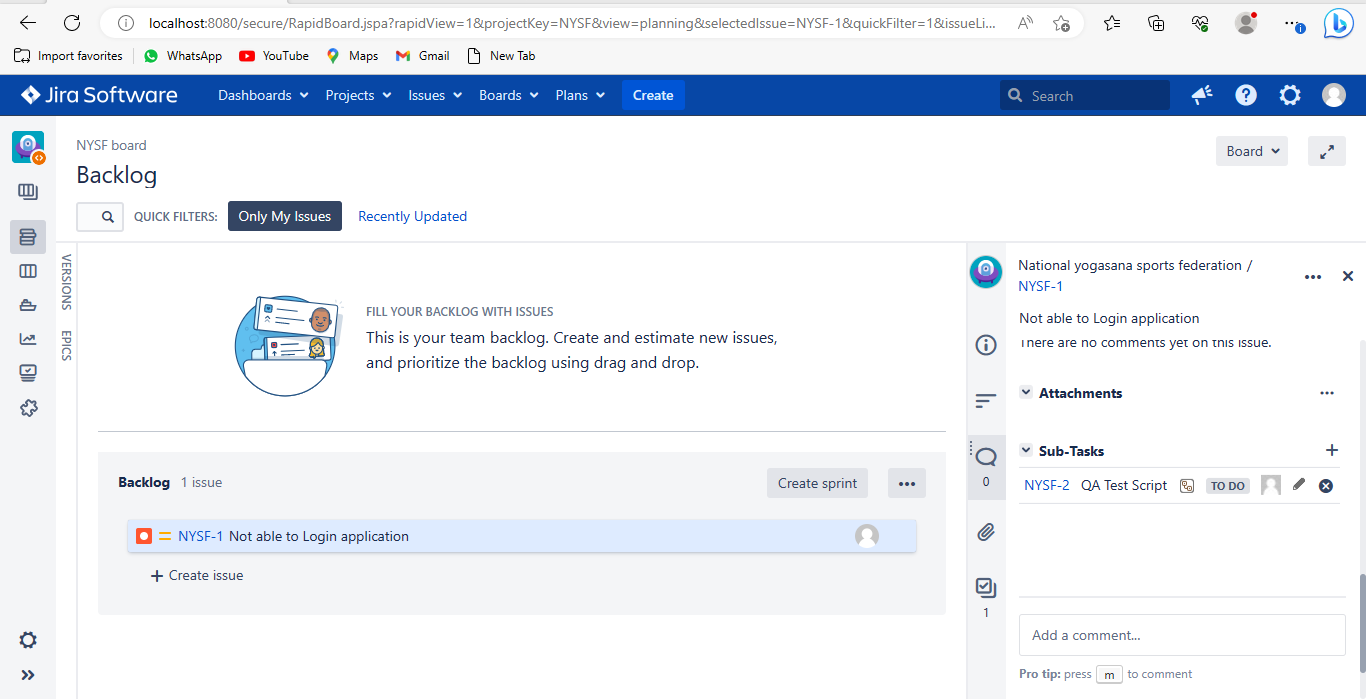 localhost:8080/secure/RapidBoard.jspa?rapidView=1&projectKey=NYSF&view=planning&selectedIssue=NYSF-1&quickFilter=1&issueLi...
Import favorites WhatsApp YouTube Maps Gmail New Tab
Jira Software Dashboards Projects Issues Boards Plans Create Search
NYSF board
Board
Backlog
QUICK FILTERS: Only My Issues Recently Updated
VERSIONS
EPICS
FILL YOUR BACKLOG WITH ISSUES
This is your team backlog. Create and estimate new issues,
and prioritize the backlog using drag and drop.
Backlog 1 issue Create sprint
NYSF-1 Not able to Login application
Create issue
0
1
National yogasana sports federation /
NYSF-1
Not able to Login application
There are no comments yet on this issue.
Attachments
Sub-Tasks
NYSF-2 QA Test Script TO DO
Add a comment...
Pro tip: press m to comment